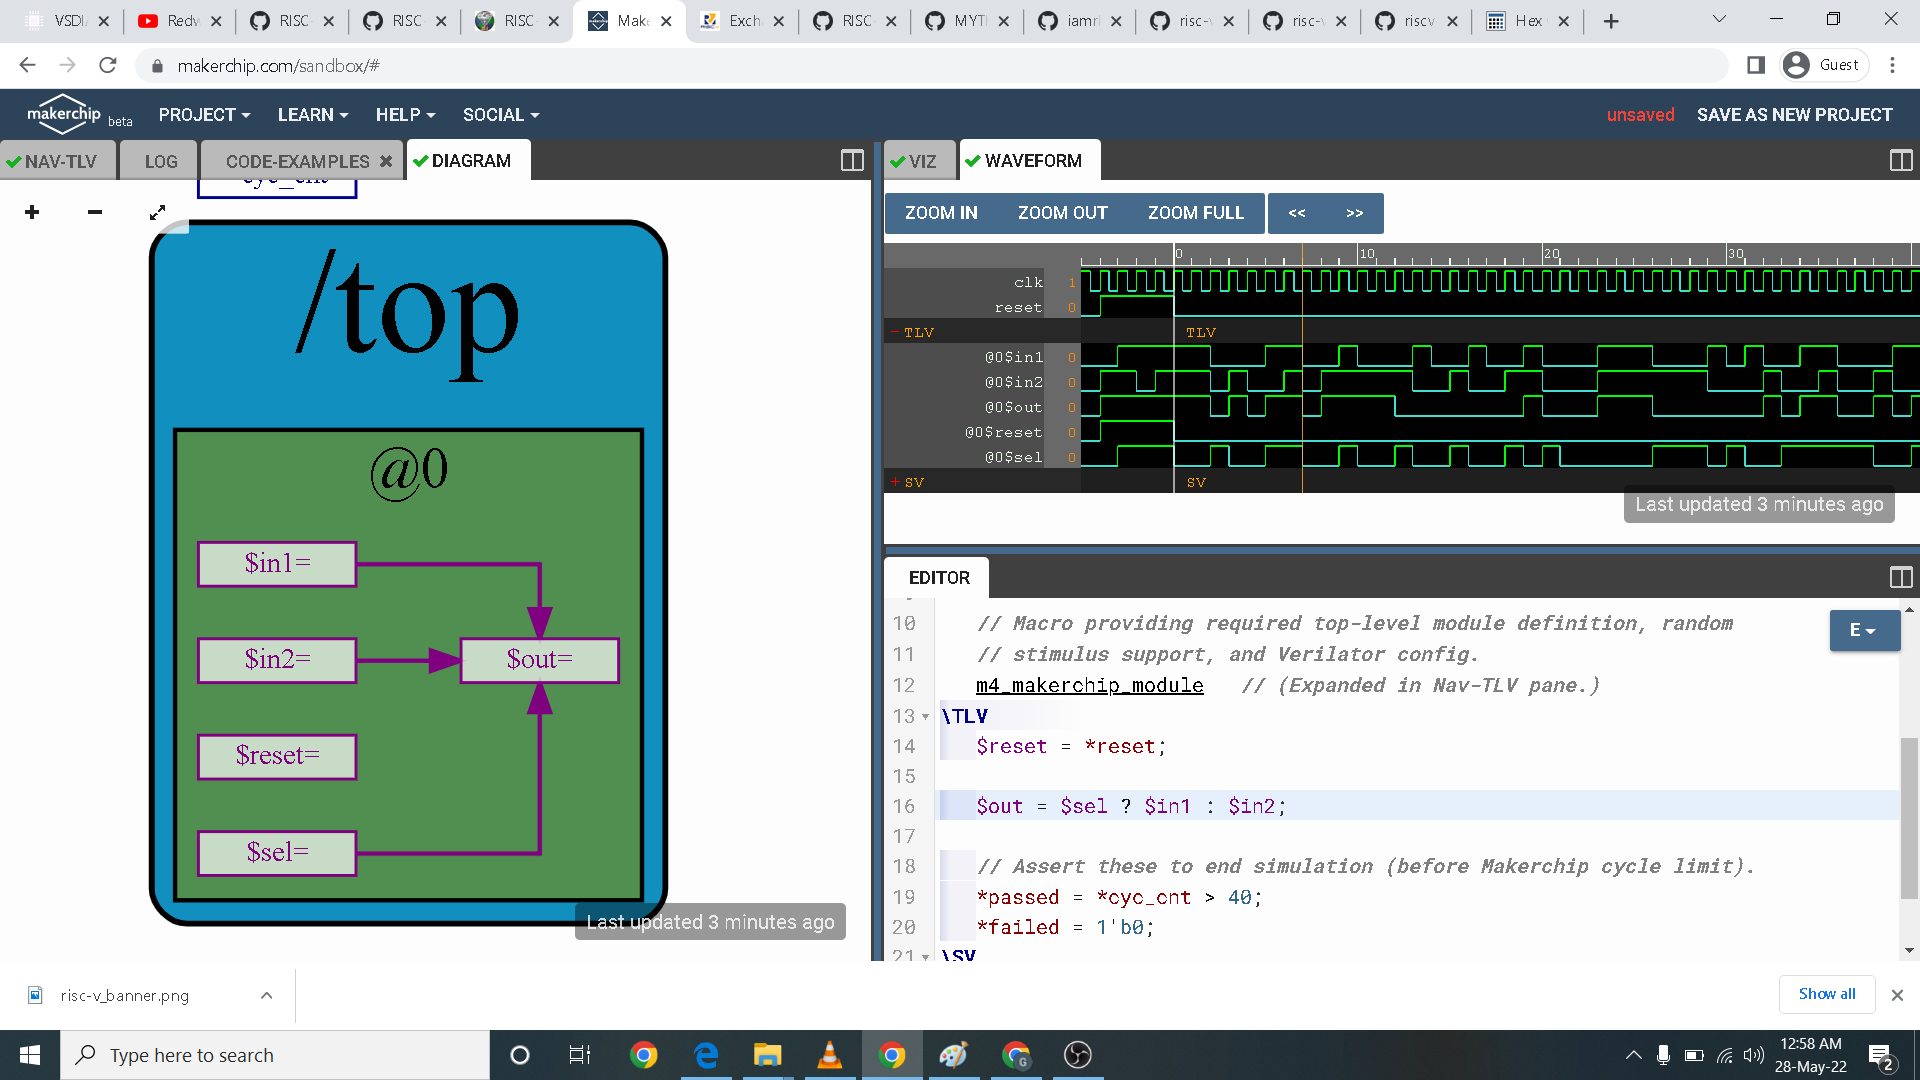 VSDI
Redw
RISC-
RISC-
RISC-
Make
Exch
RISC-
MYTH
iamrl
risc-v
risc-v
riscv
Hex
makerchip.com/sandbox/#
Guest
makerchip beta
PROJECT
LEARN
HELP
SOCIAL
unsaved
SAVE AS NEW PROJECT
NAV-TLV
LOG
CODE-EXAMPLES
DIAGRAM
cyc_cnt
/top
@0
$in1=
$in2=
$out=
$reset=
$sel=
Last updated 3 minutes ago
VIZ
WAVEFORM
ZOOM IN
ZOOM OUT
ZOOM FULL
<<
>>
0 10 20 30
clk 1
reset 0
- TLV TLV
@0$in1 0
@0$in2 0
@0$out 0
@0$reset 0
@0$sel 0
+ SV SV
Last updated 3 minutes ago
EDITOR
E
10 // Macro providing required top-level module definition, random
11 // stimulus support, and Verilator config.
12 m4_makerchip_module // (Expanded in Nav-TLV pane.)
13 \TLV
14 $reset = *reset;
15
16 $out = $sel ? $in1 : $in2;
17
18 // Assert these to end simulation (before Makerchip cycle limit).
19 *passed = *cyc_cnt > 40;
20 *failed = 1'b0;
21 \SV
risc-v_banner.png
Show all
Type here to search
12:58 AM
28-May-22
2